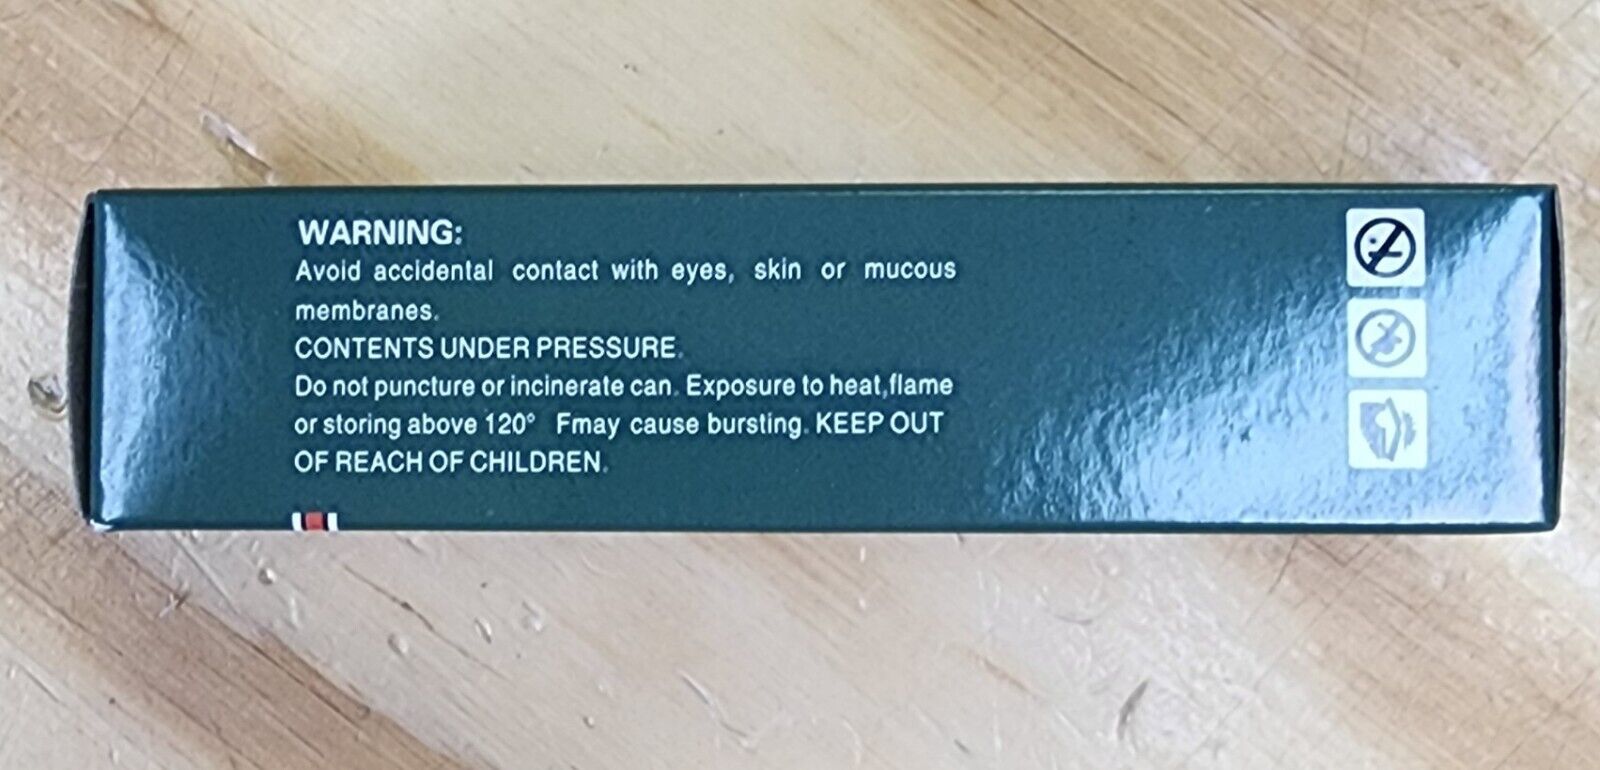 WARNING:
Avoid accidental contact with eyes, skin or mucous
membranes.
CONTENTS UNDER PRESSURE.
Do not puncture or incinerate can. Exposure to heat,flame
or storing above 120° Fmay cause bursting. KEEP OUT
OF REACH OF CHILDREN.